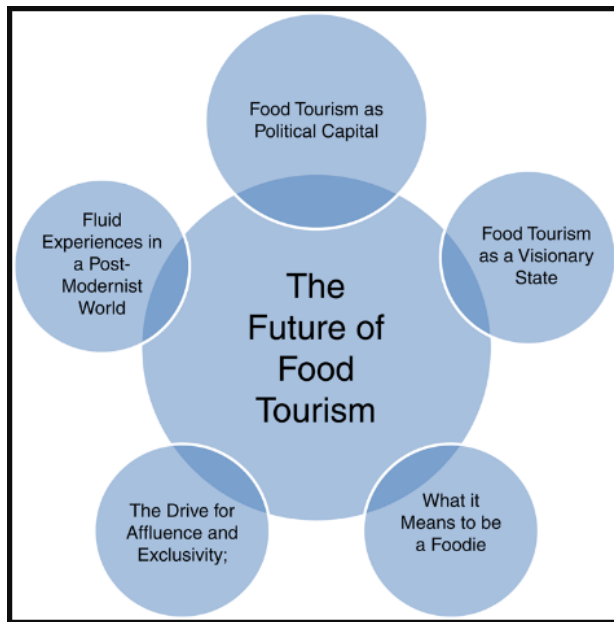 Food Tourism as
Political Capital
Food Tourism
as a Visionary
State
What it
Means to be
a Foodie
The Drive for
Affluence and
Exclusivity;
Fluid
Experiences in
a Post-
Modernist
World
The
Future of
Food
Tourism